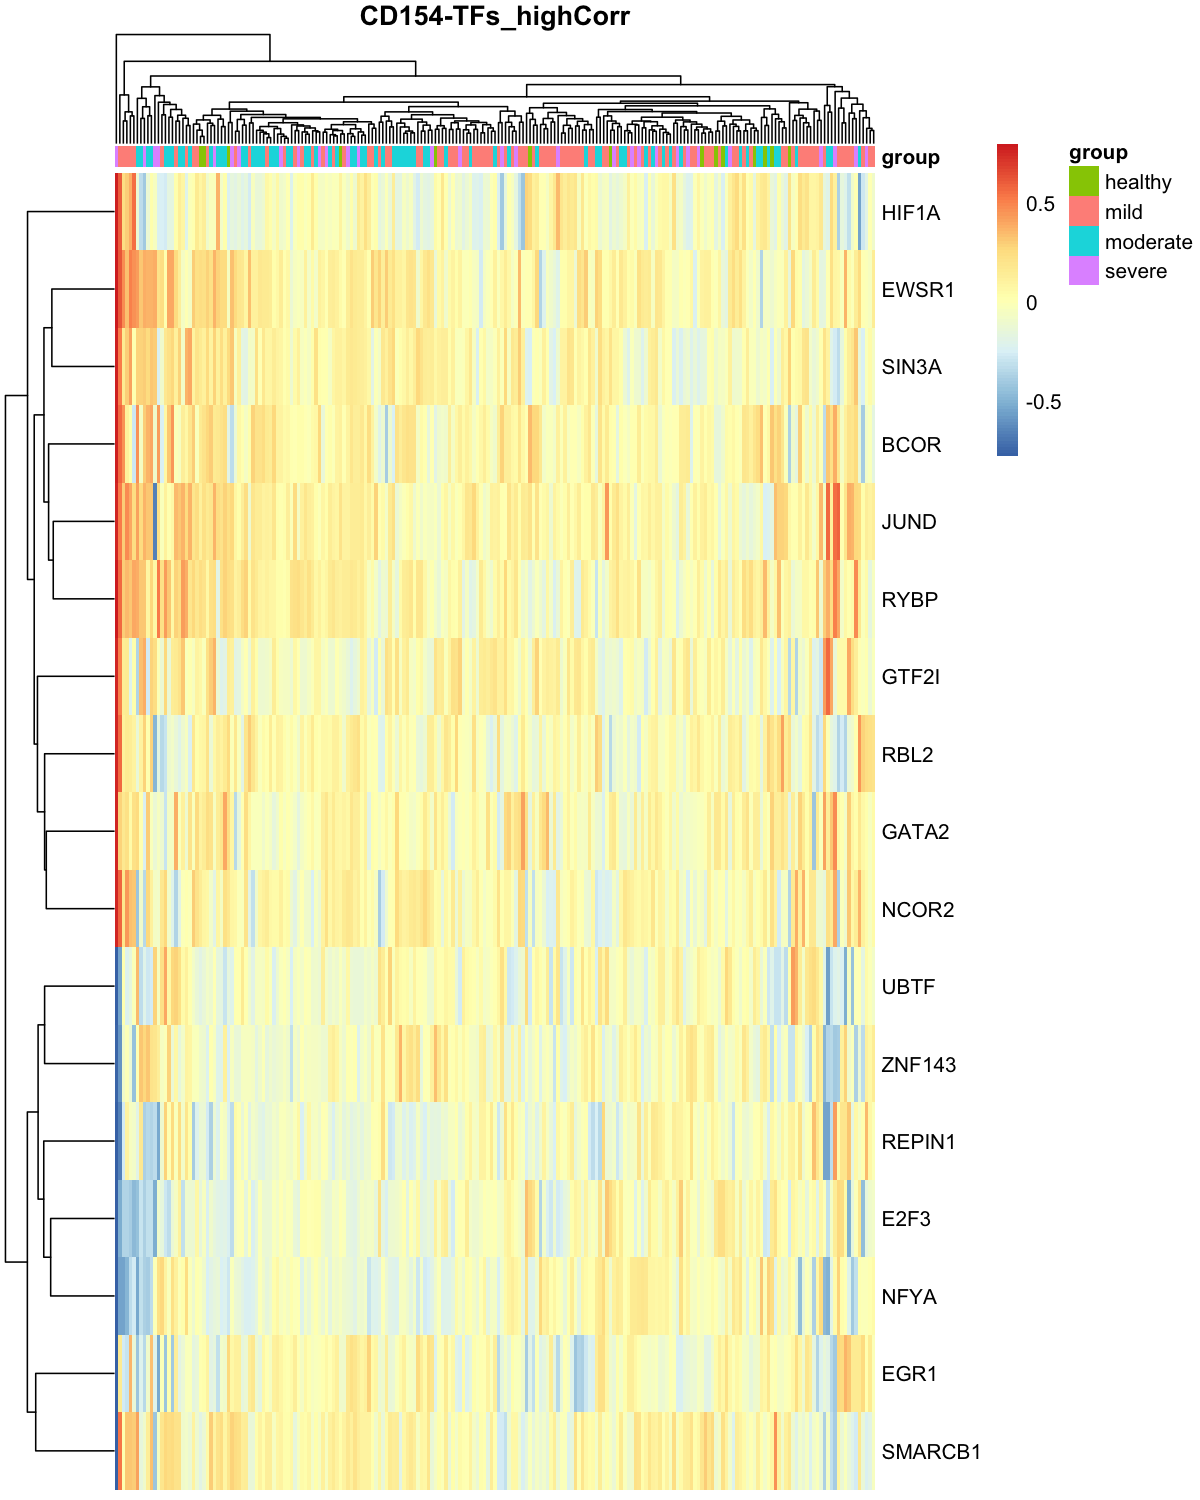 CD154-TFs_highCorr
group
HIF1A
EWSR1
SIN3A
BCOR
JUND
RYBP
GTF2I
RBL2
GATA2
NCOR2
UBTF
ZNF143
REPIN1
E2F3
NFYA
EGR1
SMARCB1
0.5
0
-0.5
group
healthy
mild
moderate
severe